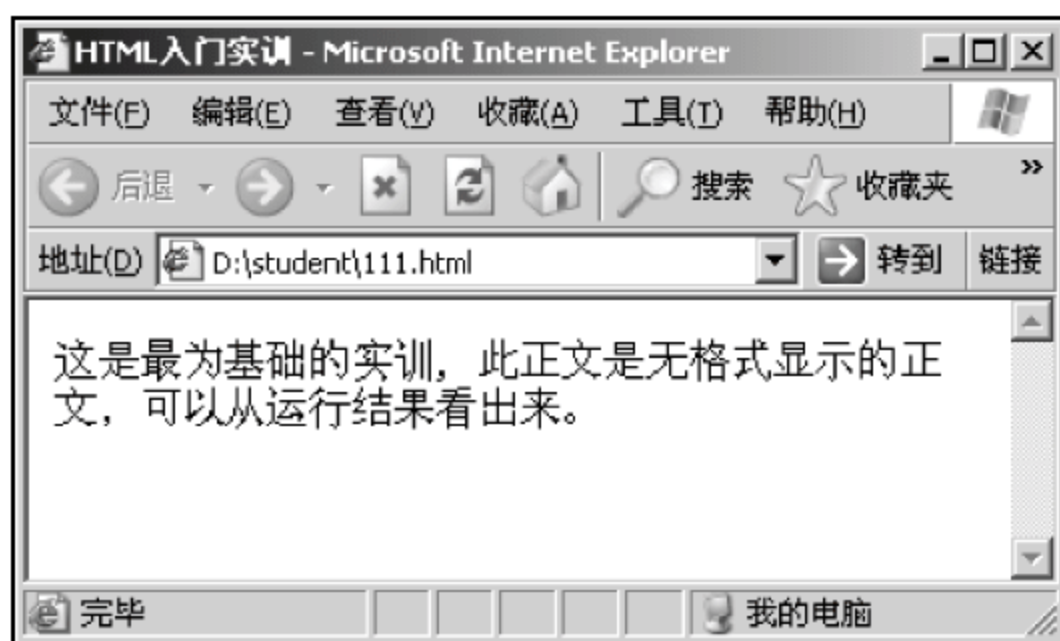 HTML入门实训 - Microsoft Internet Explorer
文件(F) 编辑(E) 查看(V) 收藏(A) 工具(T) 帮助(H)
后退 搜索 收藏夹 »
地址(D) D:\student\111.html 转到 链接
这是最为基础的实训, 此正文是无格式显示的正
文, 可以从运行结果看出来。
完毕 我的电脑